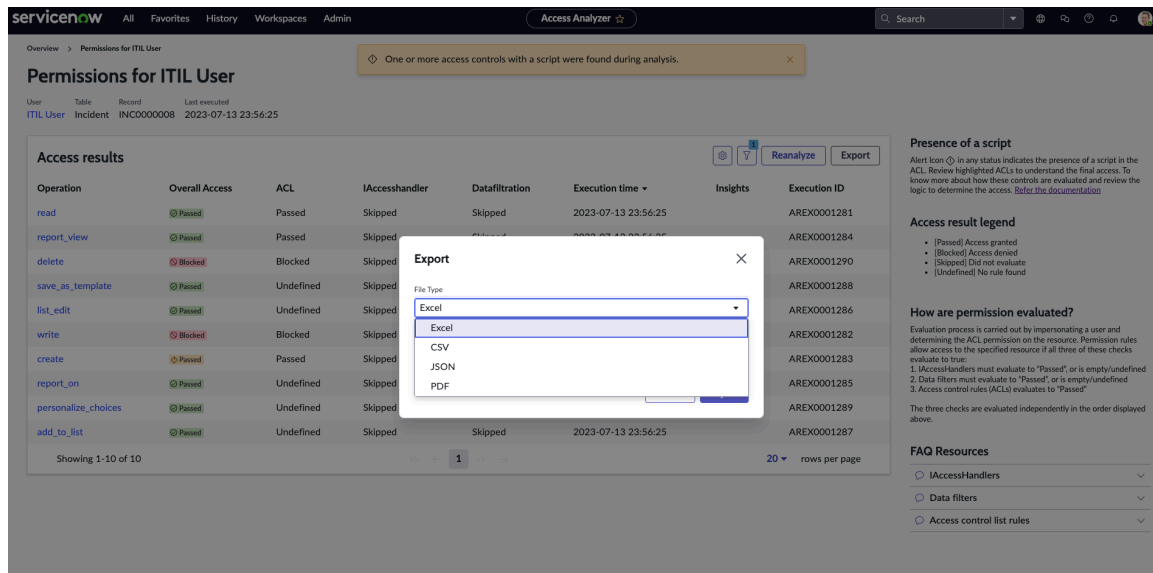 servicenow All Favorites History Workspaces Admin Access Analyzer Search
Overview > Permissions for ITIL User
One or more access controls with a script were found during analysis.
Permissions for ITIL User
User Table Record Last executed
ITIL User Incident INC0000008 2023-07-13 23:56:25
Access results 1 Reanalyze Export
Operation Overall Access ACL IAccesshandler Datafiltration Execution time Insights Execution ID
read Passed Passed Skipped Skipped 2023-07-13 23:56:25 AREX0001281
report_view Passed Passed Skipped AREX0001284
delete Blocked Blocked Skipped AREX0001290
save_as_template Passed Undefined Skipped AREX0001288
list_edit Passed Undefined Skipped AREX0001286
write Blocked Blocked Skipped AREX0001282
create Passed Passed Skipped AREX0001283
report_on Passed Undefined Skipped AREX0001285
personalize_choices Passed Undefined Skipped AREX0001289
add_to_list Passed Undefined Skipped Skipped 2023-07-13 23:56:25 AREX0001287
Showing 1-10 of 10 1 20 rows per page
Export
File Type
Excel
Excel
CSV
JSON
PDF
Presence of a script
Alert Icon in any status indicates the presence of a script in the
ACL. Review highlighted ACLs to understand the final access. To
know more about how these controls are evaluated and review the
logic to determine the access. Refer the documentation
Access result legend
• [Passed] Access granted
• [Blocked] Access denied
• [Skipped] Did not evaluate
• [Undefined] No rule found
How are permission evaluated?
Evaluation process is carried out by impersonating a user and
determining the ACL permission on the resource. Permission rules
allow access to the specified resource if all three of these checks
evaluate to true:
1. IAccessHandlers must evaluate to "Passed", or is empty/undefined
2. Data filters must evaluate to "Passed", or is empty/undefined
3. Access control rules (ACLs) evaluates to "Passed"
The three checks are evaluated independently in the order displayed
above.
FAQ Resources
IAccessHandlers
Data filters
Access control list rules